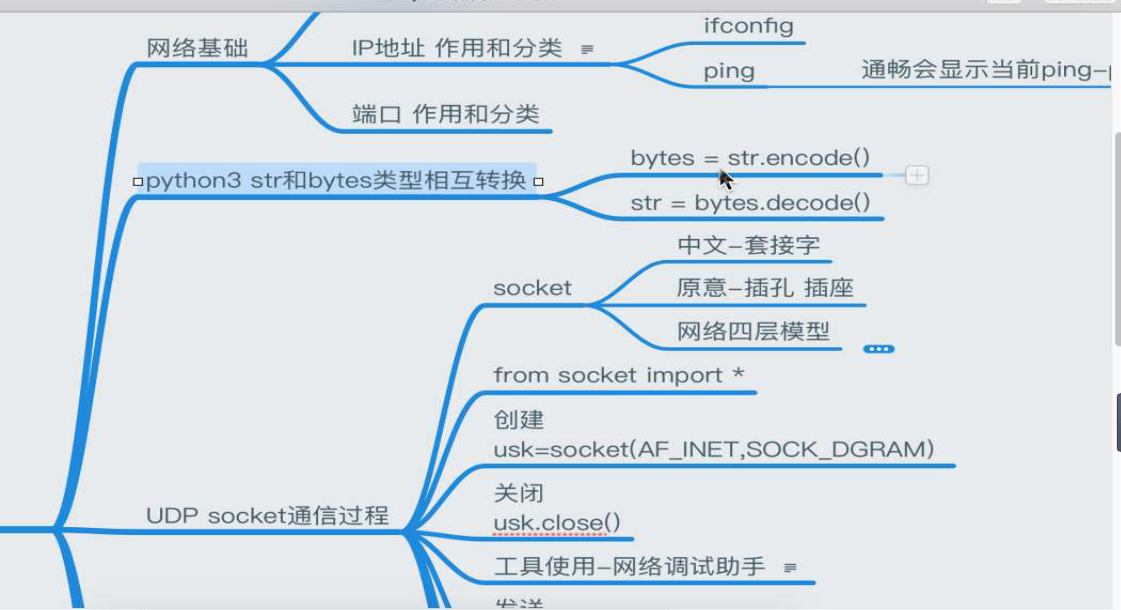 网络基础
IP地址 作用和分类
ifconfig
ping
通畅会显示当前ping-
端口 作用和分类
python3 str和bytes类型相互转换
bytes = str.encode()
str = bytes.decode()
UDP socket通信过程
socket
中文-套接字
原意-插孔 插座
网络四层模型
from socket import *
创建
usk=socket(AF_INET,SOCK_DGRAM)
关闭
usk.close()
工具使用-网络调试助手
发送